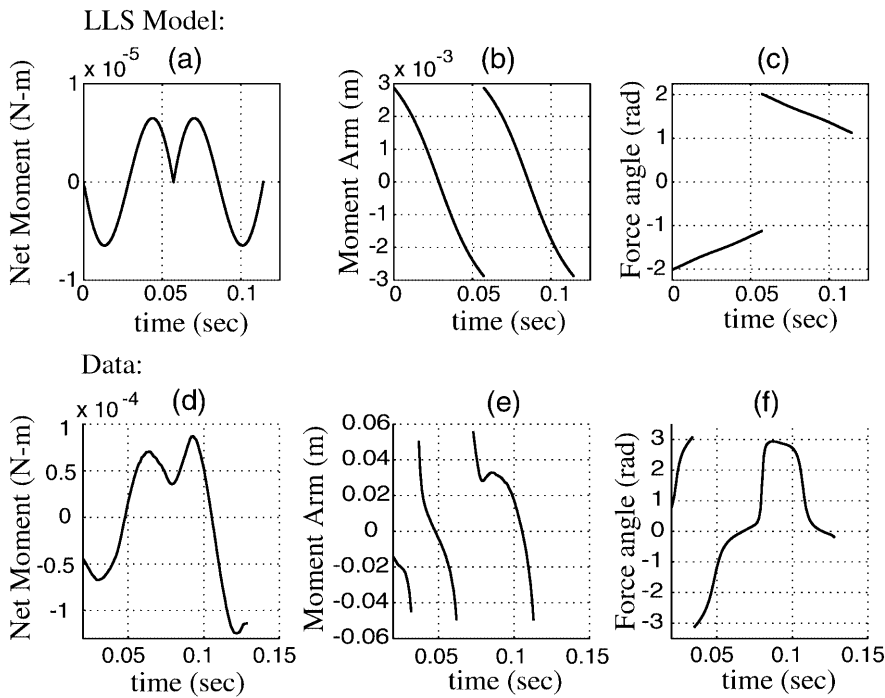 LLS Model:
(a)
x 10-5
1
0
-1
Net Moment (N-m)
0 0.05 0.1
time (sec)
(b)
x 10-3
3
2
1
0
-1
-2
-3
Moment Arm (m)
0 0.05 0.1
time (sec)
(c)
2
1
0
-1
-2
Force angle (rad)
0 0.05 0.1
time (sec)
Data:
(d)
x 10-4
1
0.5
0
-0.5
-1
Net Moment (N-m)
0.05 0.1 0.15
time (sec)
(e)
0.06
0.04
0.02
0
-0.02
-0.04
-0.06
Moment Arm (m)
0.05 0.1 0.15
time (sec)
(f)
3
2
1
0
-1
-2
-3
Force angle (rad)
0.05 0.1 0.15
time (sec)